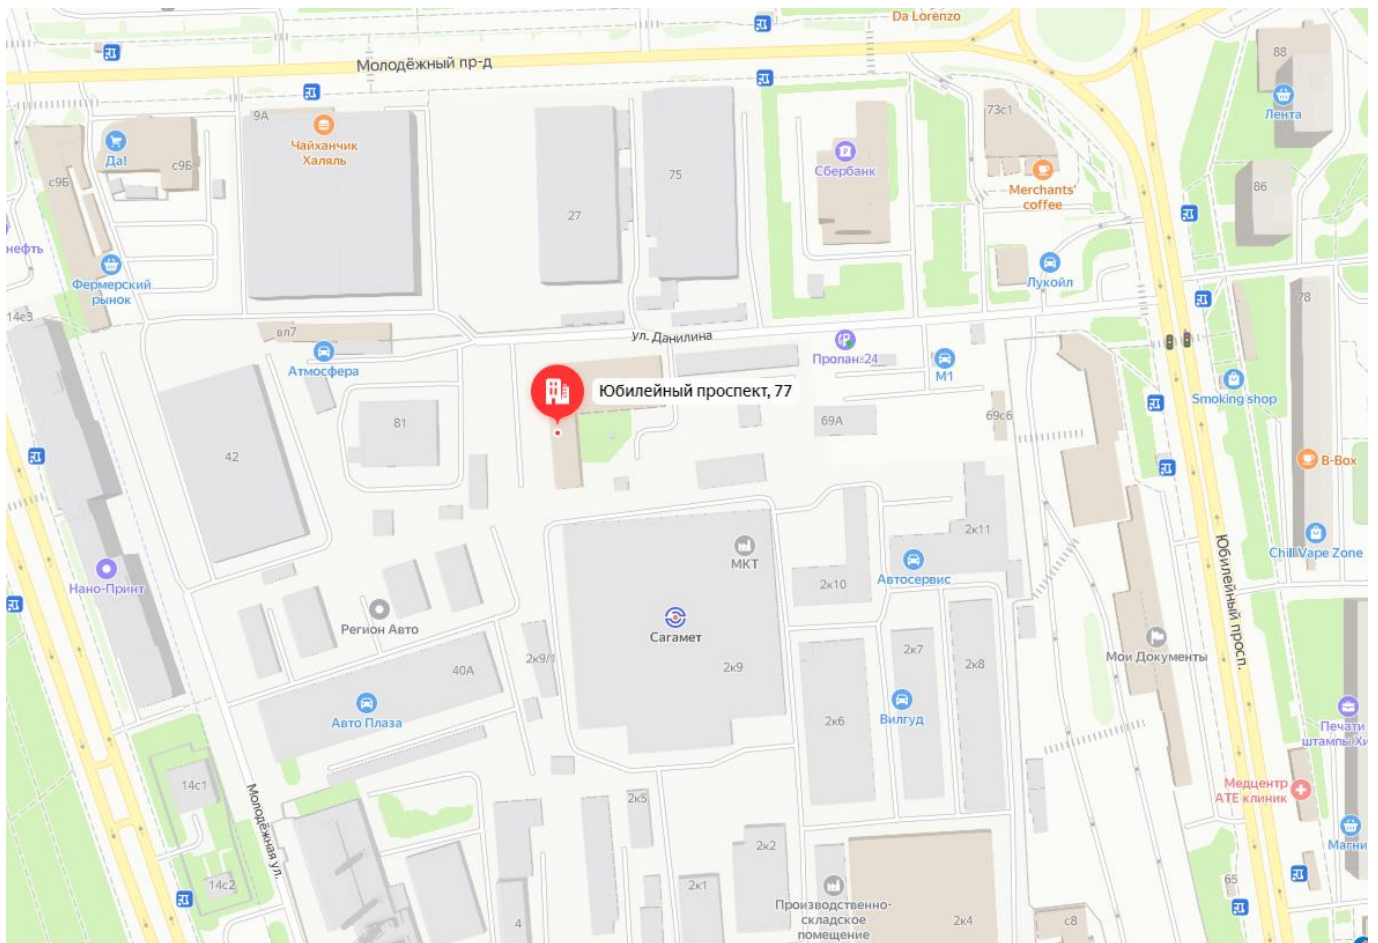 Da Lorenzo
Молодёжный пр-д
88
Лента
9А
Чайханчик
Халяль
73с1
Да!
с9Б
с9Б
75
Сбербанк
Merchants'
coffee
86
27
нефть
Фермерский
рынок
Лукойл
78
14с3
вл7
ул. Данилина
Пропан-24
Атмосфера
М1
Юбилейный проспект, 77
Smoking shop
81
69А
69с6
42
B-Box
2к11
Chill Vape Zone
МКТ
Нано-Принт
Автосервис
2к10
Юбилейный просп.
Регион Авто
Сагамет
2к9/1
2к9
2к7
2к8
Мои Документы
40А
Авто Плаза
2к6
Вилгуд
Печати
штампы Хи
14с1
Медцентр
АТЕ клиник
Молодёжная ул.
2к5
2к2
Магни
14с2
2к1
65
4
Производственно-
складское
помещение
2к4
с8